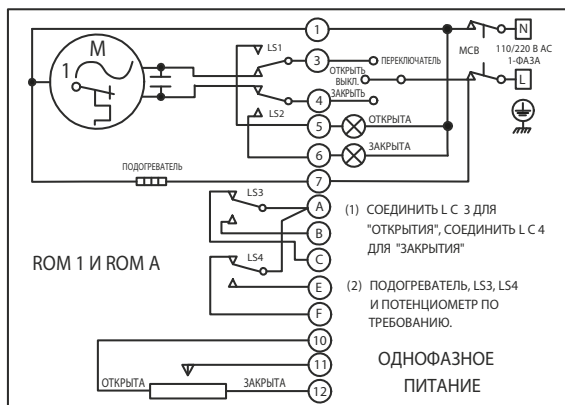 M
1
LS1
LS2
1
3
4
5
6
7
ПЕРЕКЛЮЧАТЕЛЬ
ОТКРЫТЬ
ВЫКЛ.
ЗАКРЫТЬ
ОТКРЫТА
ЗАКРЫТА
МСВ
N
110/220 В АС
1-ФАЗА
L
ПОДОГРЕВАТЕЛЬ
LS3
LS4
A
B
C
E
F
10
11
12
ROM 1 И ROM A
(1) СОЕДИНИТЬ L С 3 ДЛЯ
"ОТКРЫТИЯ", СОЕДИНИТЬ L С 4
ДЛЯ "ЗАКРЫТИЯ"
(2) ПОДОГРЕВАТЕЛЬ, LS3, LS4
И ПОТЕНЦИОМЕТР ПО
ТРЕБОВАНИЮ.
ОТКРЫТА
ЗАКРЫТА
ОДНОФАЗНОЕ
ПИТАНИЕ